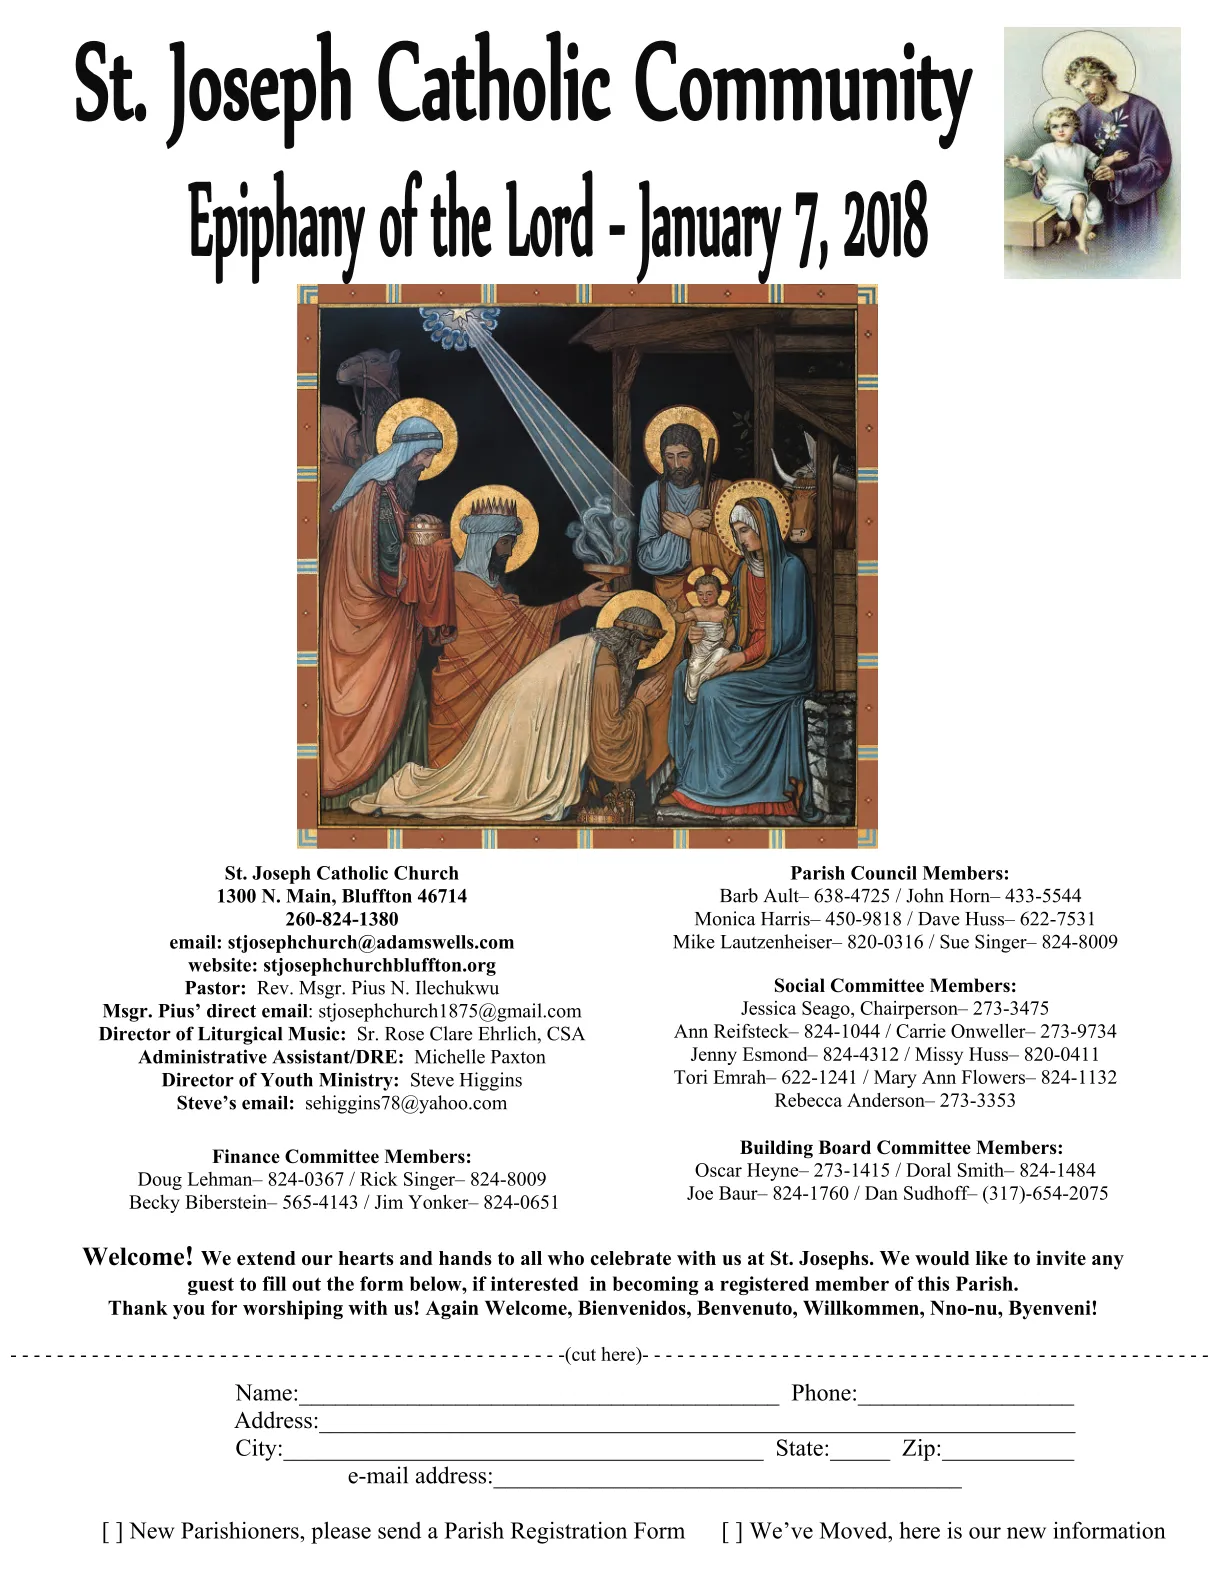 St. Joseph Catholic Community
Epiphany of the Lord - January 7, 2018
St. Joseph Catholic Church
1300 N. Main, Bluffton 46714
260-824-1380
email: stjosephchurch@adamswells.com
website: stjosephchurchbluffton.org
Pastor: Rev. Msgr. Pius N. Ilechukwu
Msgr. Pius’ direct email: stjosephchurch1875@gmail.com
Director of Liturgical Music: Sr. Rose Clare Ehrlich, CSA
Administrative Assistant/DRE: Michelle Paxton
Director of Youth Ministry: Steve Higgins
Steve’s email: sehiggins78@yahoo.com
Finance Committee Members:
Doug Lehman– 824-0367 / Rick Singer– 824-8009
Becky Biberstein– 565-4143 / Jim Yonker– 824-0651
Parish Council Members:
Barb Ault– 638-4725 / John Horn– 433-5544
Monica Harris– 450-9818 / Dave Huss– 622-7531
Mike Lautzenheiser– 820-0316 / Sue Singer– 824-8009
Social Committee Members:
Jessica Seago, Chairperson– 273-3475
Ann Reifsteck– 824-1044 / Carrie Onweller– 273-9734
Jenny Esmond– 824-4312 / Missy Huss– 820-0411
Tori Emrah– 622-1241 / Mary Ann Flowers– 824-1132
Rebecca Anderson– 273-3353
Building Board Committee Members:
Oscar Heyne– 273-1415 / Doral Smith– 824-1484
Joe Baur– 824-1760 / Dan Sudhoff– (317)-654-2075
Welcome! We extend our hearts and hands to all who celebrate with us at St. Josephs. We would like to invite any
guest to fill out the form below, if interested in becoming a registered member of this Parish.
Thank you for worshiping with us! Again Welcome, Bienvenidos, Benvenuto, Willkommen, Nno-nu, Byenveni!
- - - - - - - - - - - - - - - - - - - - - - - - - - - - - - - - - - - - - - - - - - - - - - - -(cut here)- - - - - - - - - - - - - - - - - - - - - - - - - - - - - - - - - - - - - - - - - - - - - - - - -
Name:________________________________________ Phone:__________________
Address:_______________________________________________________________
City:________________________________________ State:_____ Zip:___________
e-mail address:_______________________________________
[ ] New Parishioners, please send a Parish Registration Form [ ] We’ve Moved, here is our new information